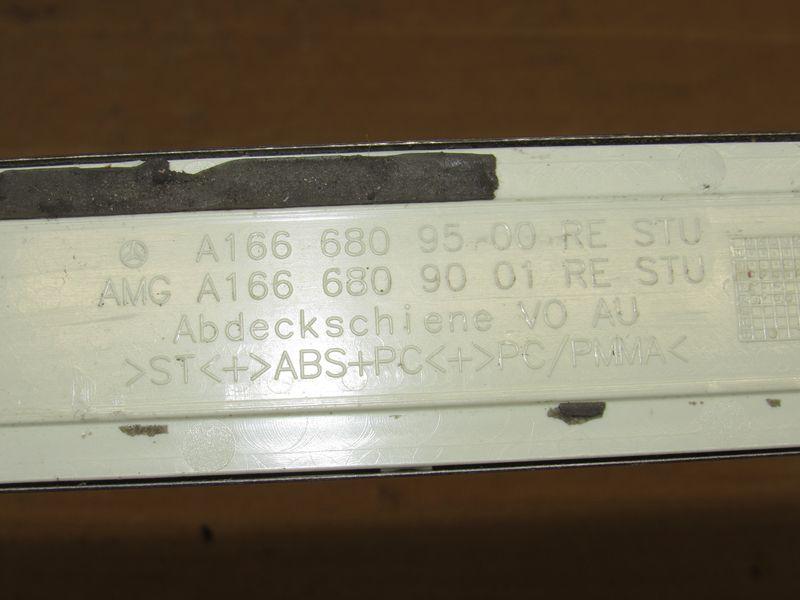 A166 680 95 00 RE STU
AMG A166 680 90 01 RE STU
Abdeckschiene VO AU
>ST<+>ABS+PC<+>PC/PMMA<